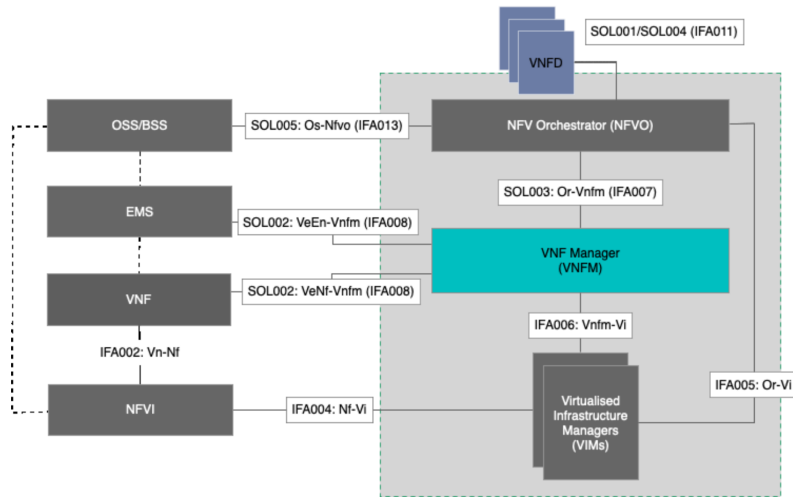 SOL001/SOL004 (IFA011)
VNFD
OSS/BSS
SOL005: Os-Nfvo (IFA013)
NFV Orchestrator (NFVO)
SOL003: Or-Vnfm (IFA007)
EMS
SOL002: VeEn-Vnfm (IFA008)
VNF Manager
(VNFM)
VNF
SOL002: VeNf-Vnfm (IFA008)
IFA006: Vnfm-Vi
IFA002: Vn-Nf
IFA005: Or-Vi
NFVI
IFA004: Nf-Vi
Virtualised
Infrastructure
Managers
(VIMs)